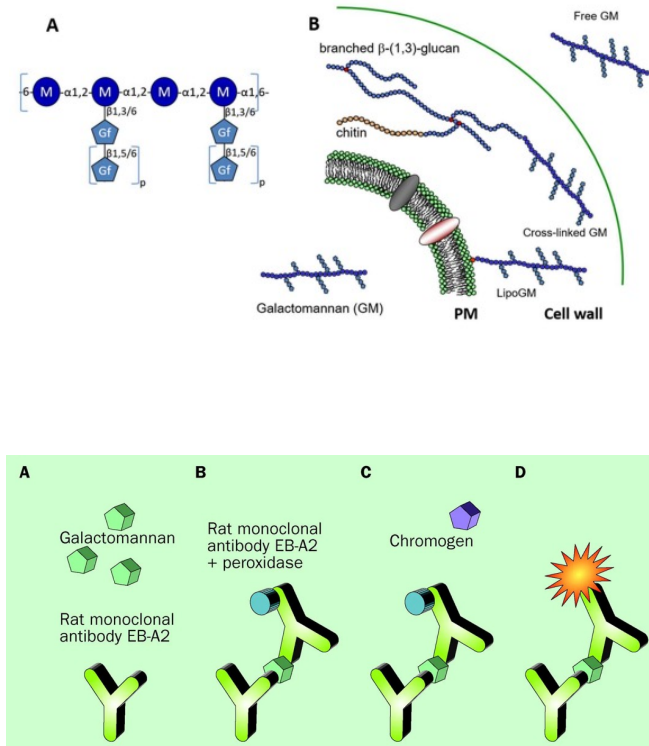 A
-6- M -α1,2- M -α1,2- M -α1,2- M -α1,6-
β1,3/6 β1,3/6
Gf Gf
β1,5/6 β1,5/6
Gf Gf
p p
B
Free GM
branched β-(1,3)-glucan
chitin
Cross-linked GM
LipoGM
Galactomannan (GM)
PM Cell wall
A
Galactomannan
Rat monoclonal
antibody EB-A2
B
Rat monoclonal
antibody EB-A2
+ peroxidase
C
Chromogen
D